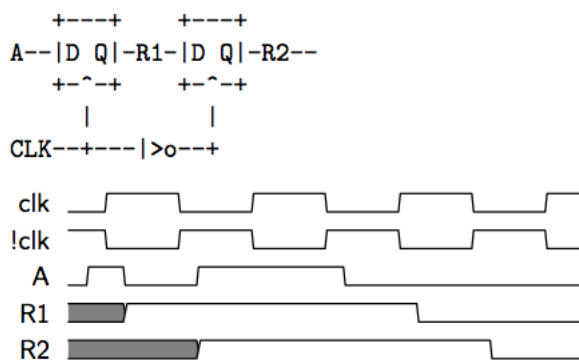 +---+     +---+
A--|D Q|-R1-|D Q|-R2--
+-^-+     +-^-+
|         |
CLK--+---|>o--+
clk
!clk
A
R1
R2